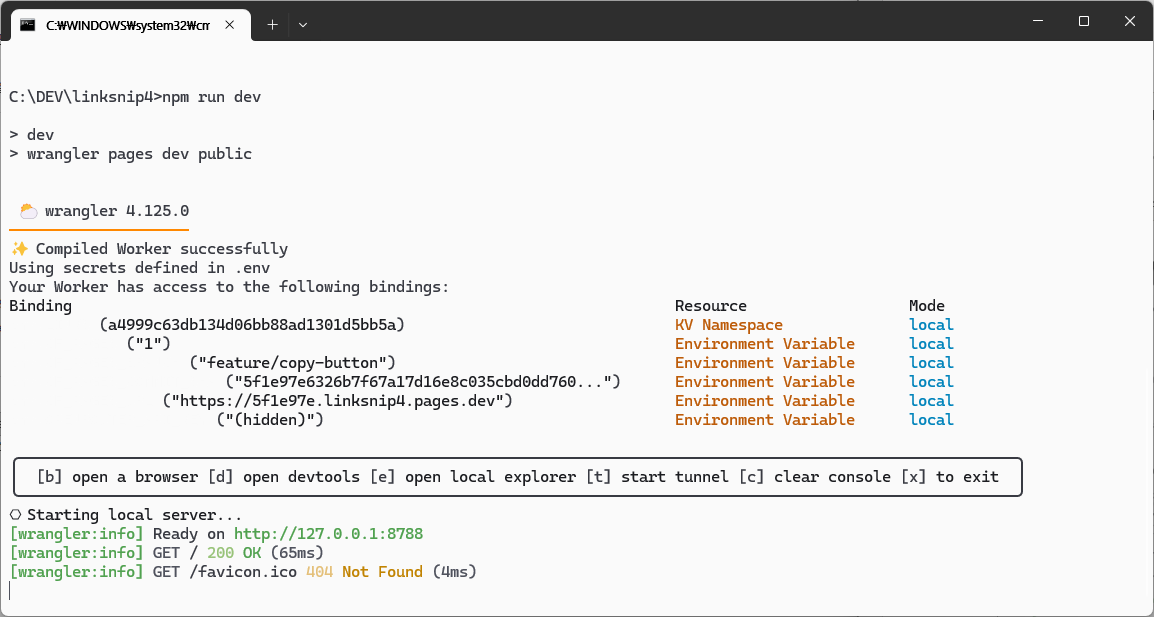 C:₩WINDOWS₩system32₩cm
C:\DEV\linksnip4>npm run dev
> dev
> wrangler pages dev public
⛅ wrangler 4.125.0
✨ Compiled Worker successfully
Using secrets defined in .env
Your Worker has access to the following bindings:
Binding Resource Mode
(a4999c63db134d06bb88ad1301d5bb5a) KV Namespace local
("1") Environment Variable local
("feature/copy-button") Environment Variable local
("5f1e97e6326b7f67a17d16e8c035cbd0dd760...") Environment Variable local
("https://5f1e97e.linksnip4.pages.dev") Environment Variable local
("(hidden)") Environment Variable local
[b] open a browser [d] open devtools [e] open local explorer [t] start tunnel [c] clear console [x] to exit
⎔ Starting local server...
[wrangler:info] Ready on http://127.0.0.1:8788
[wrangler:info] GET / 200 OK (65ms)
[wrangler:info] GET /favicon.ico 404 Not Found (4ms)